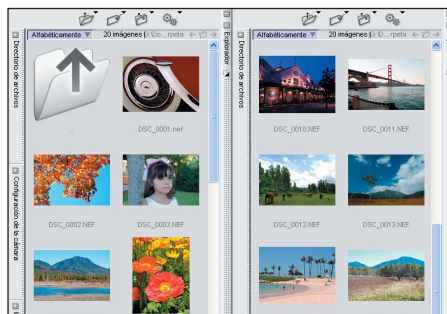 Alfabéticamente
20 imágenes
Directorio de archivos
DSC_0001.nef
DSC_0002.NEF
DSC_0003.NEF
Configuración de la cámara
Explorador
Alfabéticamente
20 imágenes
Directorio de archivos
DSC_0010.NEF
DSC_0011.NEF
DSC_0012.NEF
DSC_0013.NEF